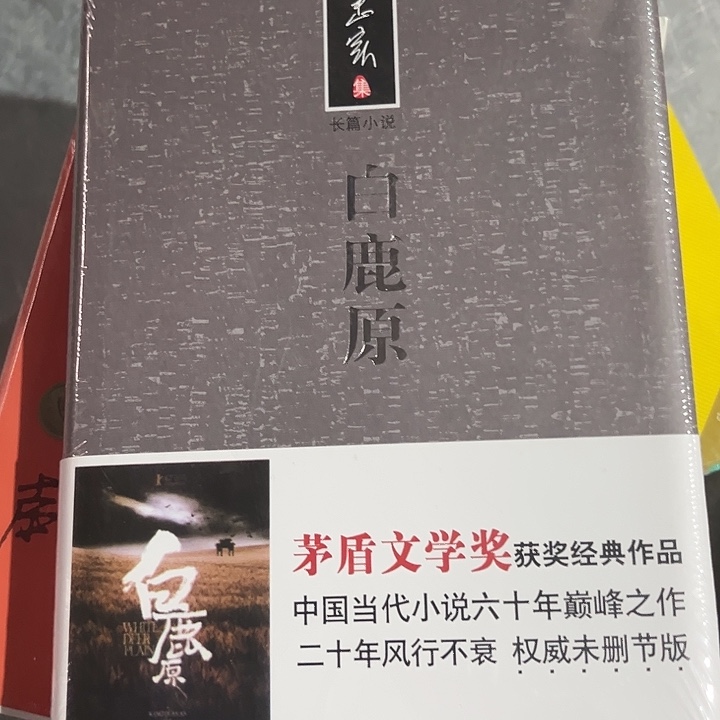 集
长篇小说
白鹿原
茅盾文学奖获奖经典作品
中国当代小说六十年巅峰之作
二十年风行不衰 权威未删节版
白鹿原
WHITE
DEER
PLAIN